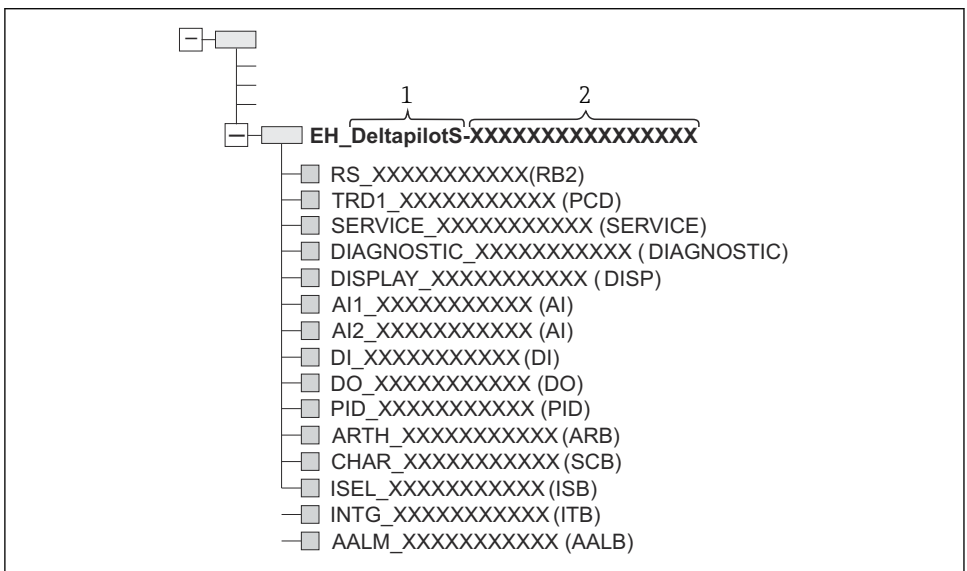 1 2
EH_DeltapilotS-XXXXXXXXXXXXXXXX
RS_XXXXXXXXXXX(RB2)
TRD1_XXXXXXXXXXX (PCD)
SERVICE_XXXXXXXXXXX (SERVICE)
DIAGNOSTIC_XXXXXXXXXXX ( DIAGNOSTIC)
DISPLAY_XXXXXXXXXXX ( DISP)
AI1_XXXXXXXXXXX (AI)
AI2_XXXXXXXXXXX (AI)
DI_XXXXXXXXXXX (DI)
DO_XXXXXXXXXXX (DO)
PID_XXXXXXXXXXX (PID)
ARTH_XXXXXXXXXXX (ARB)
CHAR_XXXXXXXXXXX (SCB)
ISEL_XXXXXXXXXXX (ISB)
INTG_XXXXXXXXXXX (ITB)
AALM_XXXXXXXXXXX (AALB)